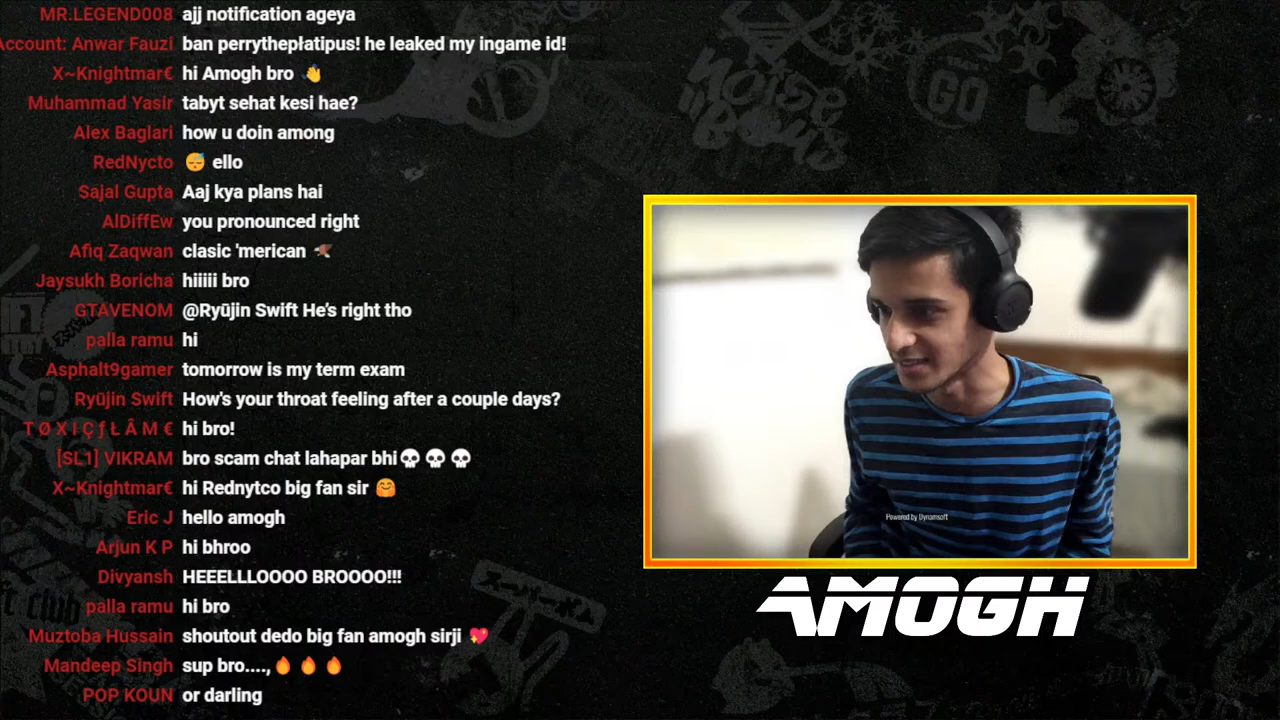 MR.LEGEND008 ajj notification ageya
Account: Anwar Fauzi ban perrythepłatipus! he leaked my ingame id!
X~Knightmar€ hi Amogh bro 👋
Muhammad Yasir tabyt sehat kesi hae?
Alex Baglari how u doin among
RedNycto 😴 ello
Sajal Gupta Aaj kya plans hai
AlDiffEw you pronounced right
Afiq Zaqwan clasic 'merican 🦅
Jaysukh Boricha hiiiii bro
GTAVENOM @Ryūjin Swift He's right tho
palla ramu hi
Asphalt9gamer tomorrow is my term exam
Ryūjin Swift How's your throat feeling after a couple days?
T Ø X I Ç ƒ Ł Â M € hi bro!
[SL1] VIKRAM bro scam chat lahapar bhi💀💀💀
X~Knightmar€ hi Rednytco big fan sir 🤗
Eric J hello amogh
Arjun K P hi bhroo
Divyansh HEEELLLOOOO BROOOO!!!
palla ramu hi bro
Muztoba Hussain shoutout dedo big fan amogh sirji 💖
Mandeep Singh sup bro....,🔥🔥🔥
POP KOUN or darling
noise
Boys
GO
Powered by Dynamsoft
AMOGH